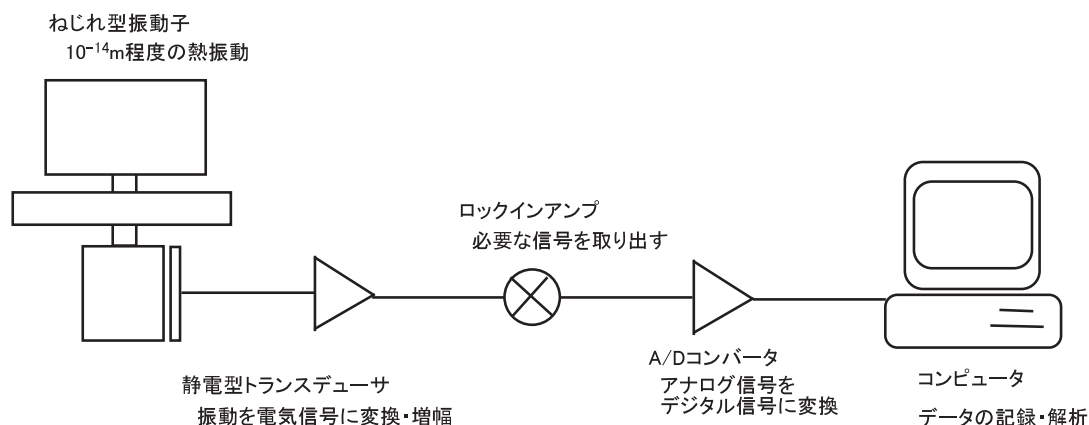 ねじれ型振動子
10⁻¹⁴m程度の熱振動
ロックインアンプ
必要な信号を取り出す
静電型トランスデューサ
振動を電気信号に変換・増幅
A/Dコンバータ
アナログ信号を
デジタル信号に変換
コンピュータ
データの記録・解析